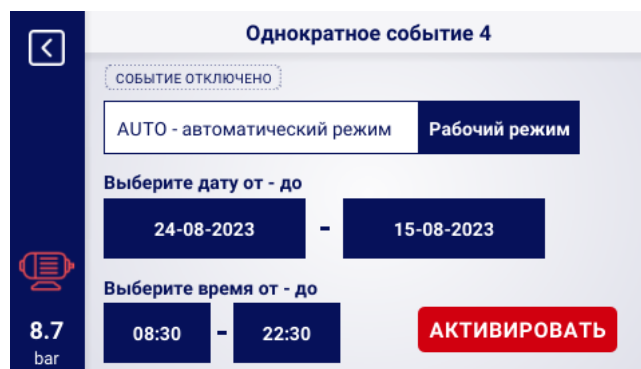 Однократное событие 4
СОБЫТИЕ ОТКЛЮЧЕНО
AUTO - автоматический режим Рабочий режим
Выберите дату от - до
24-08-2023 - 15-08-2023
Выберите время от - до
08:30 - 22:30 АКТИВИРОВАТЬ
8.7
bar